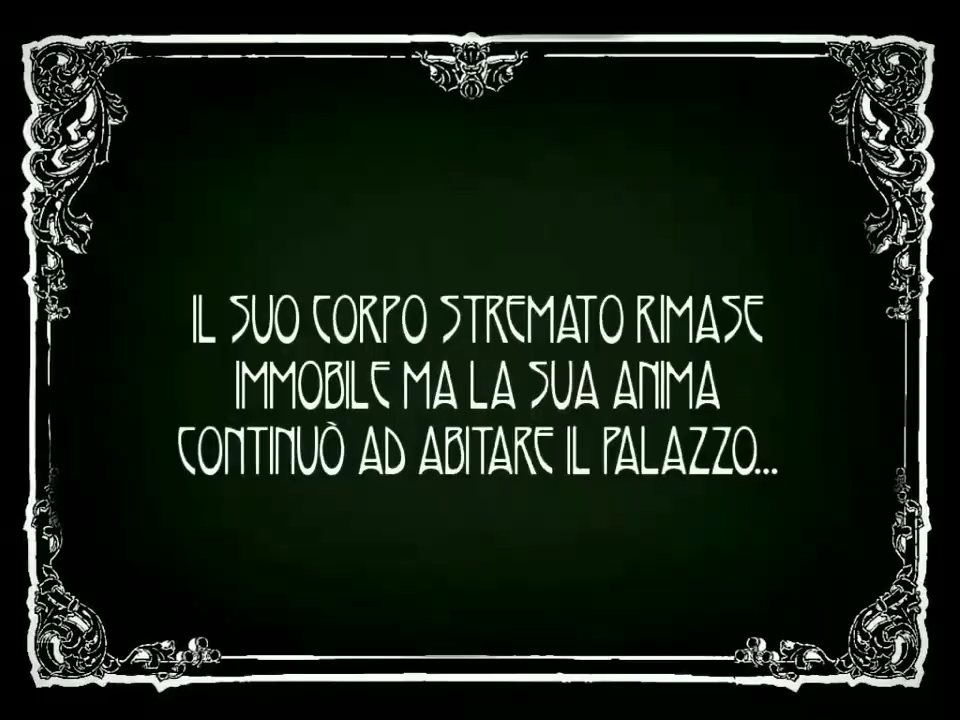 IL SUO CORPO STREMATO RIMASE
IMMOBILE MA LA SUA ANIMA
CONTINUÒ AD ABITARE IL PALAZZO...